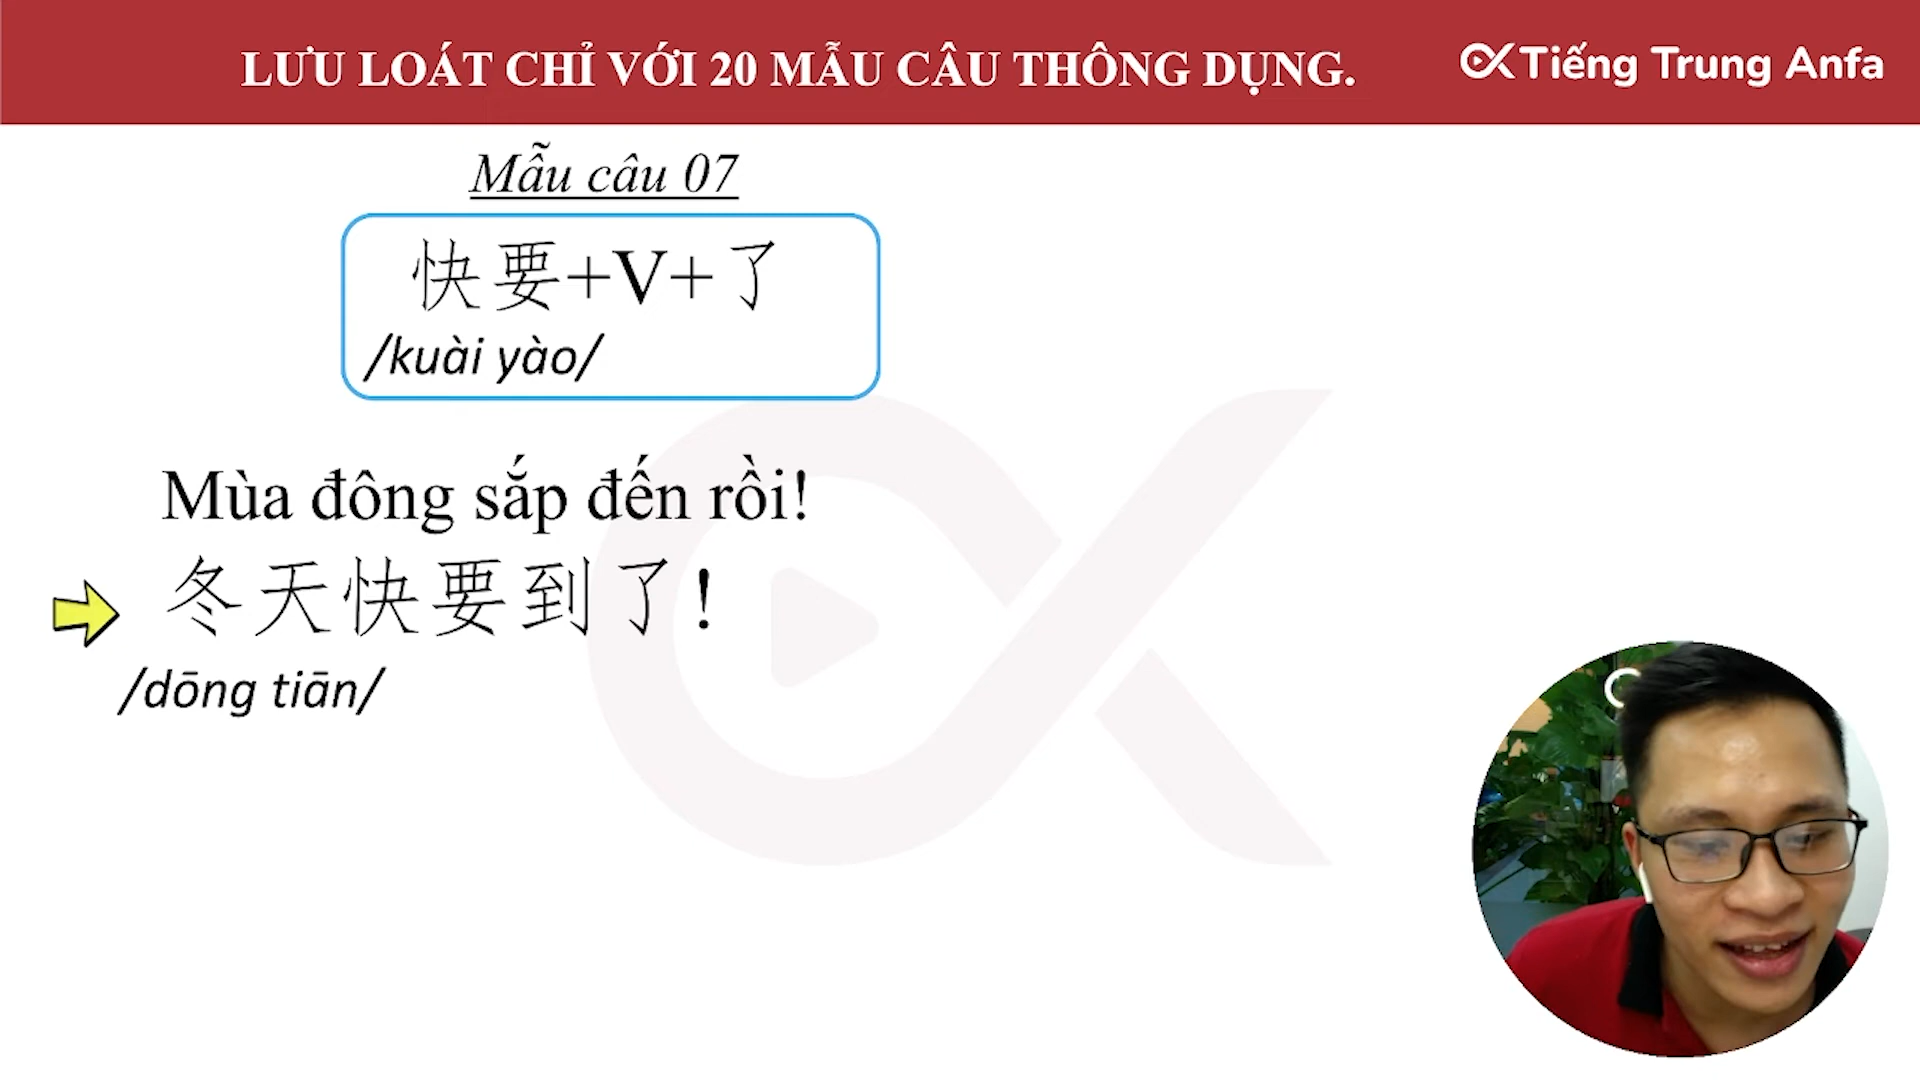 LƯU LOÁT CHỈ VỚI 20 MẪU CÂU THÔNG DỤNG.
Tiếng Trung Anfa
Mẫu câu 07
快要+V+了
/kuài yào/
Mùa đông sắp đến rồi!
冬天快要到了!
/dōng tiān/